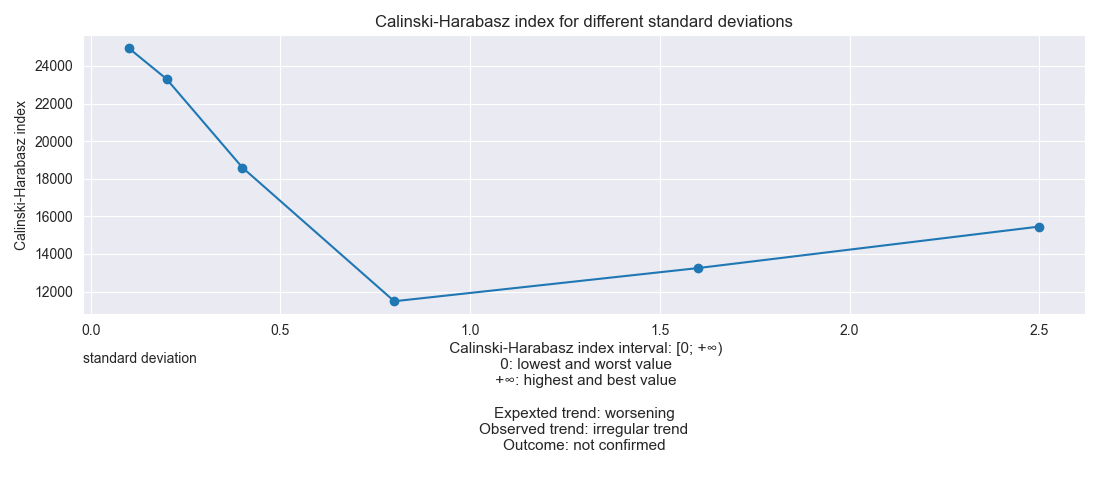 Calinski-Harabasz index for different standard deviations
Calinski-Harabasz index
24000
22000
20000
18000
16000
14000
12000
0.0
0.5
1.0
1.5
2.0
2.5
standard deviation
Calinski-Harabasz index interval: [0; +∞)
0: lowest and worst value
+∞: highest and best value
Expexted trend: worsening
Observed trend: irregular trend
Outcome: not confirmed